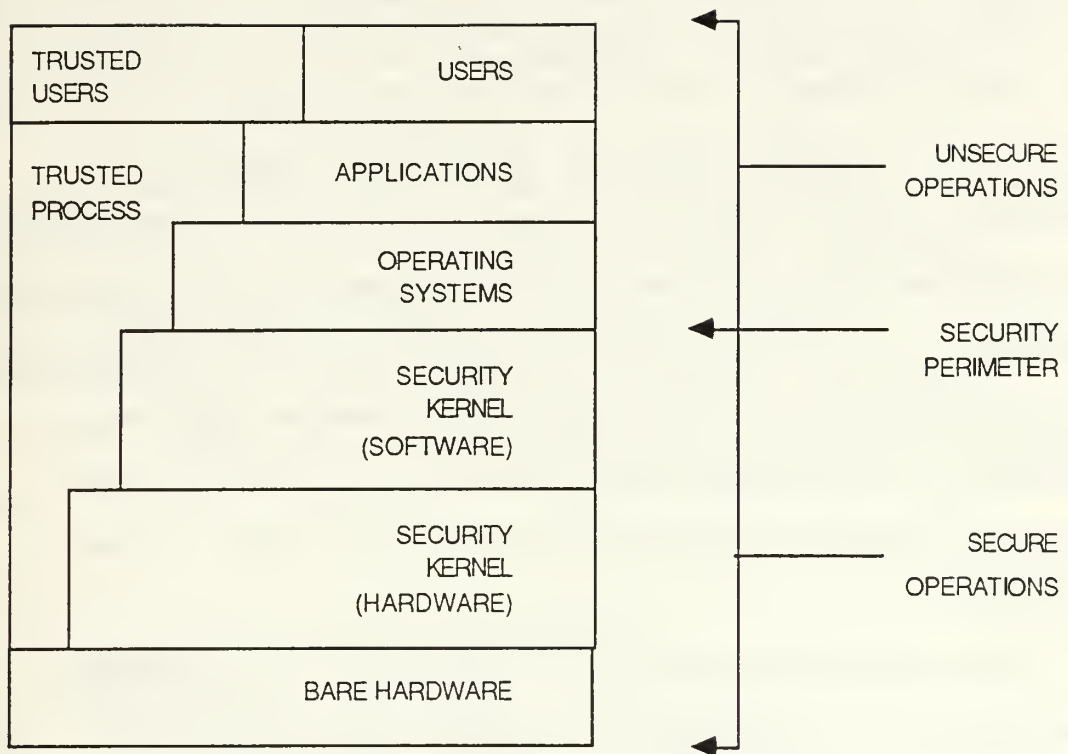 TRUSTED
USERS
USERS
TRUSTED
PROCESS
APPLICATIONS
OPERATING
SYSTEMS
SECURITY
KERNEL
(SOFTWARE)
SECURITY
KERNEL
(HARDWARE)
BARE HARDWARE
UNSECURE
OPERATIONS
SECURITY
PERIMETER
SECURE
OPERATIONS